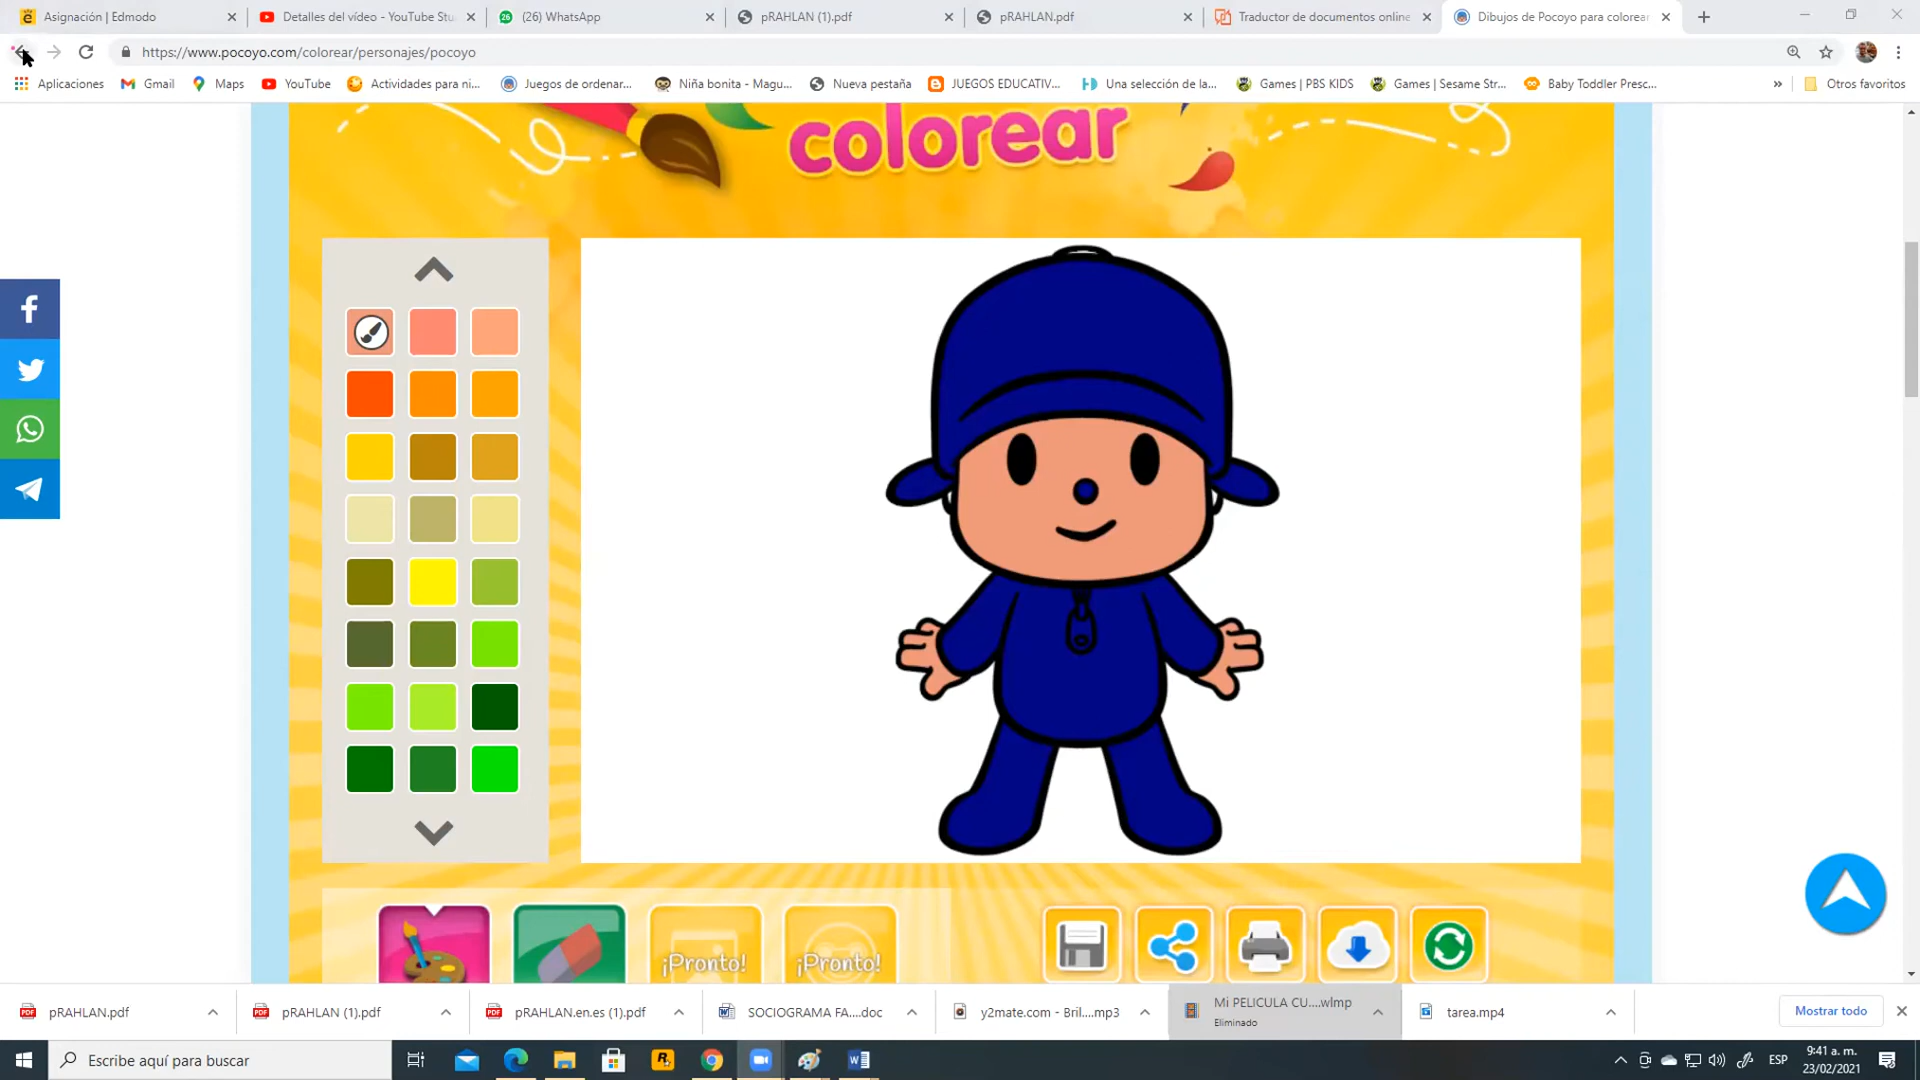 Asignación | Edmodo
Detalles del vídeo - YouTube Stu
(26) WhatsApp
pRAHLAN (1).pdf
pRAHLAN.pdf
Traductor de documentos online
Dibujos de Pocoyo para colorear
https://www.pocoyo.com/colorear/personajes/pocoyo
Aplicaciones
Gmail
Maps
YouTube
Actividades para ni...
Juegos de ordenar...
Niña bonita - Magu...
Nueva pestaña
JUEGOS EDUCATIV...
Una selección de la...
Games | PBS KIDS
Games | Sesame Str...
Baby Toddler Presc...
»
Otros favoritos
colorear
¡Pronto!
¡Pronto!
pRAHLAN.pdf
pRAHLAN (1).pdf
pRAHLAN.en.es (1).pdf
SOCIOGRAMA FA....doc
y2mate.com - Bril....mp3
Mi PELICULA CU....wlmp
Eliminado
tarea.mp4
Mostrar todo
Escribe aquí para buscar
ESP
9:41 a. m.
23/02/2021